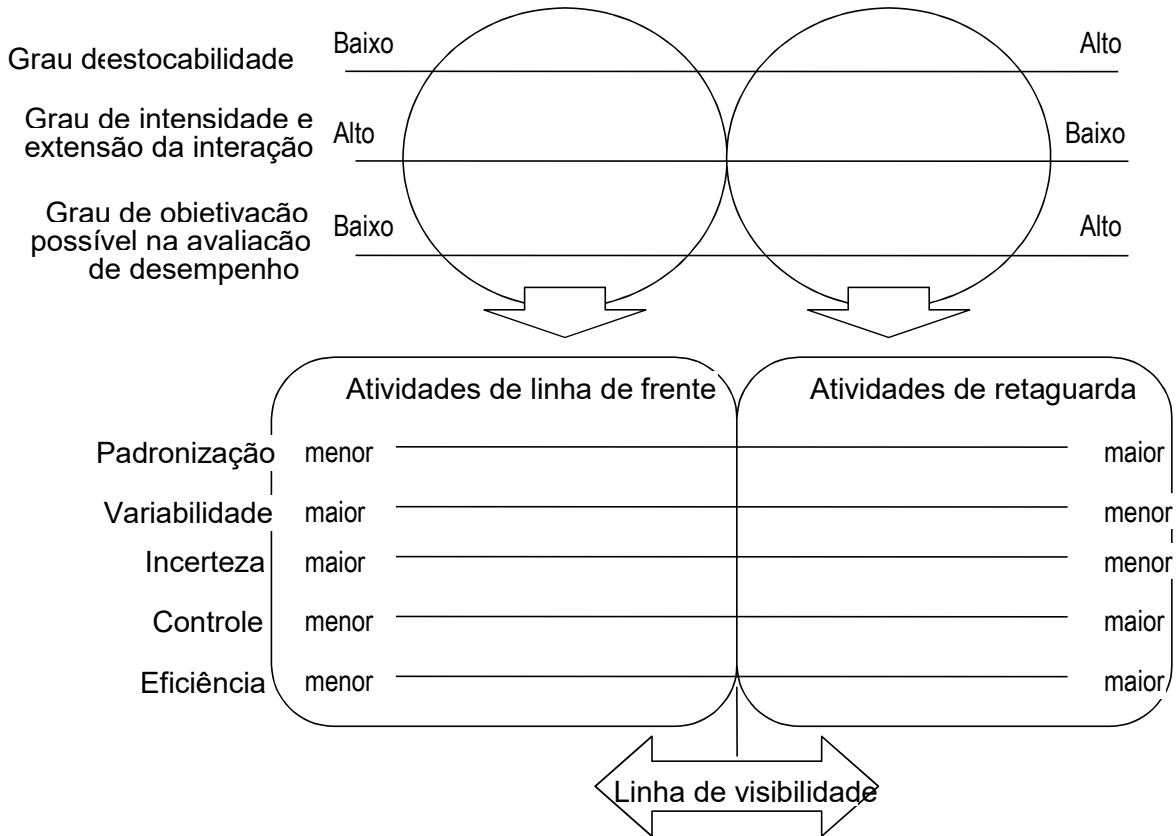 Baixo
Alto
Grau de estocabilidade
Grau de intensidade e
Alto
Baixo
extensão da interação
Grau de obietivacão
Baixo
Alto
possível na avaliacão
de desempenho
Atividades de linha de frente
Atividades de retaguarda
Padronização menor maior
Variabilidade maior menor
Incerteza maior menor
Controle menor maior
Eficiência menor maior
Linha de visibilidade